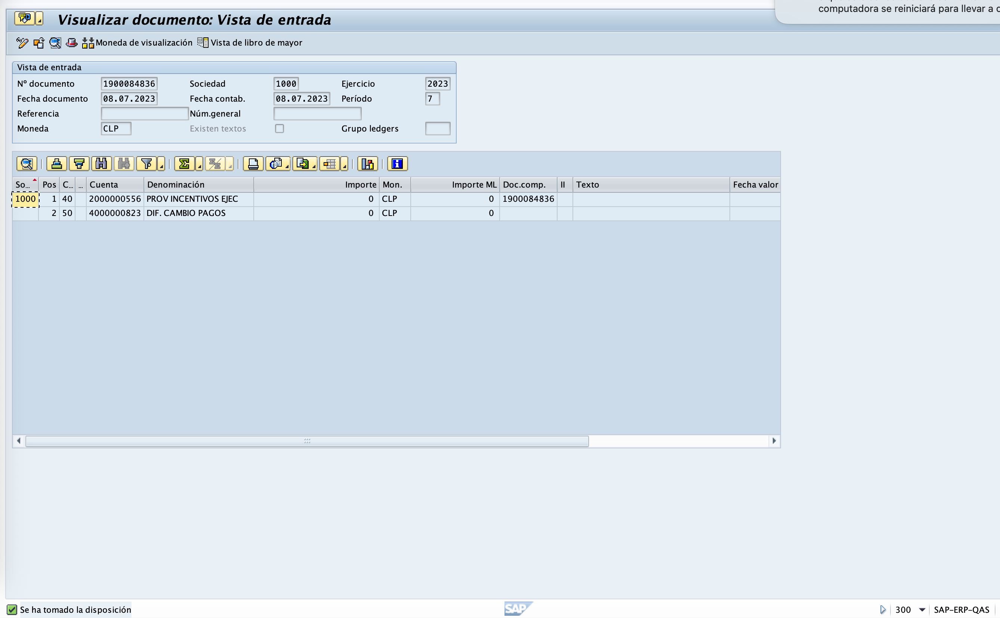 computadora se reiniciará para llevar a
Visualizar documento: Vista de entrada
Moneda de visualización Vista de libro de mayor
Vista de entrada
Nº documento 1900084836 Sociedad 1000 Ejercicio 2023
Fecha documento 08.07.2023 Fecha contab. 08.07.2023 Período 7
Referencia Núm.general
Moneda CLP Existen textos Grupo ledgers
So... Pos C... ... Cuenta Denominación Importe Mon. Importe ML Doc.comp. II Texto Fecha valor
1000 1 40 2000000556 PROV INCENTIVOS EJEC 0 CLP 0 1900084836
2 50 4000000823 DIF. CAMBIO PAGOS 0 CLP 0
Se ha tomado la disposición SAP 300 SAP-ERP-QAS